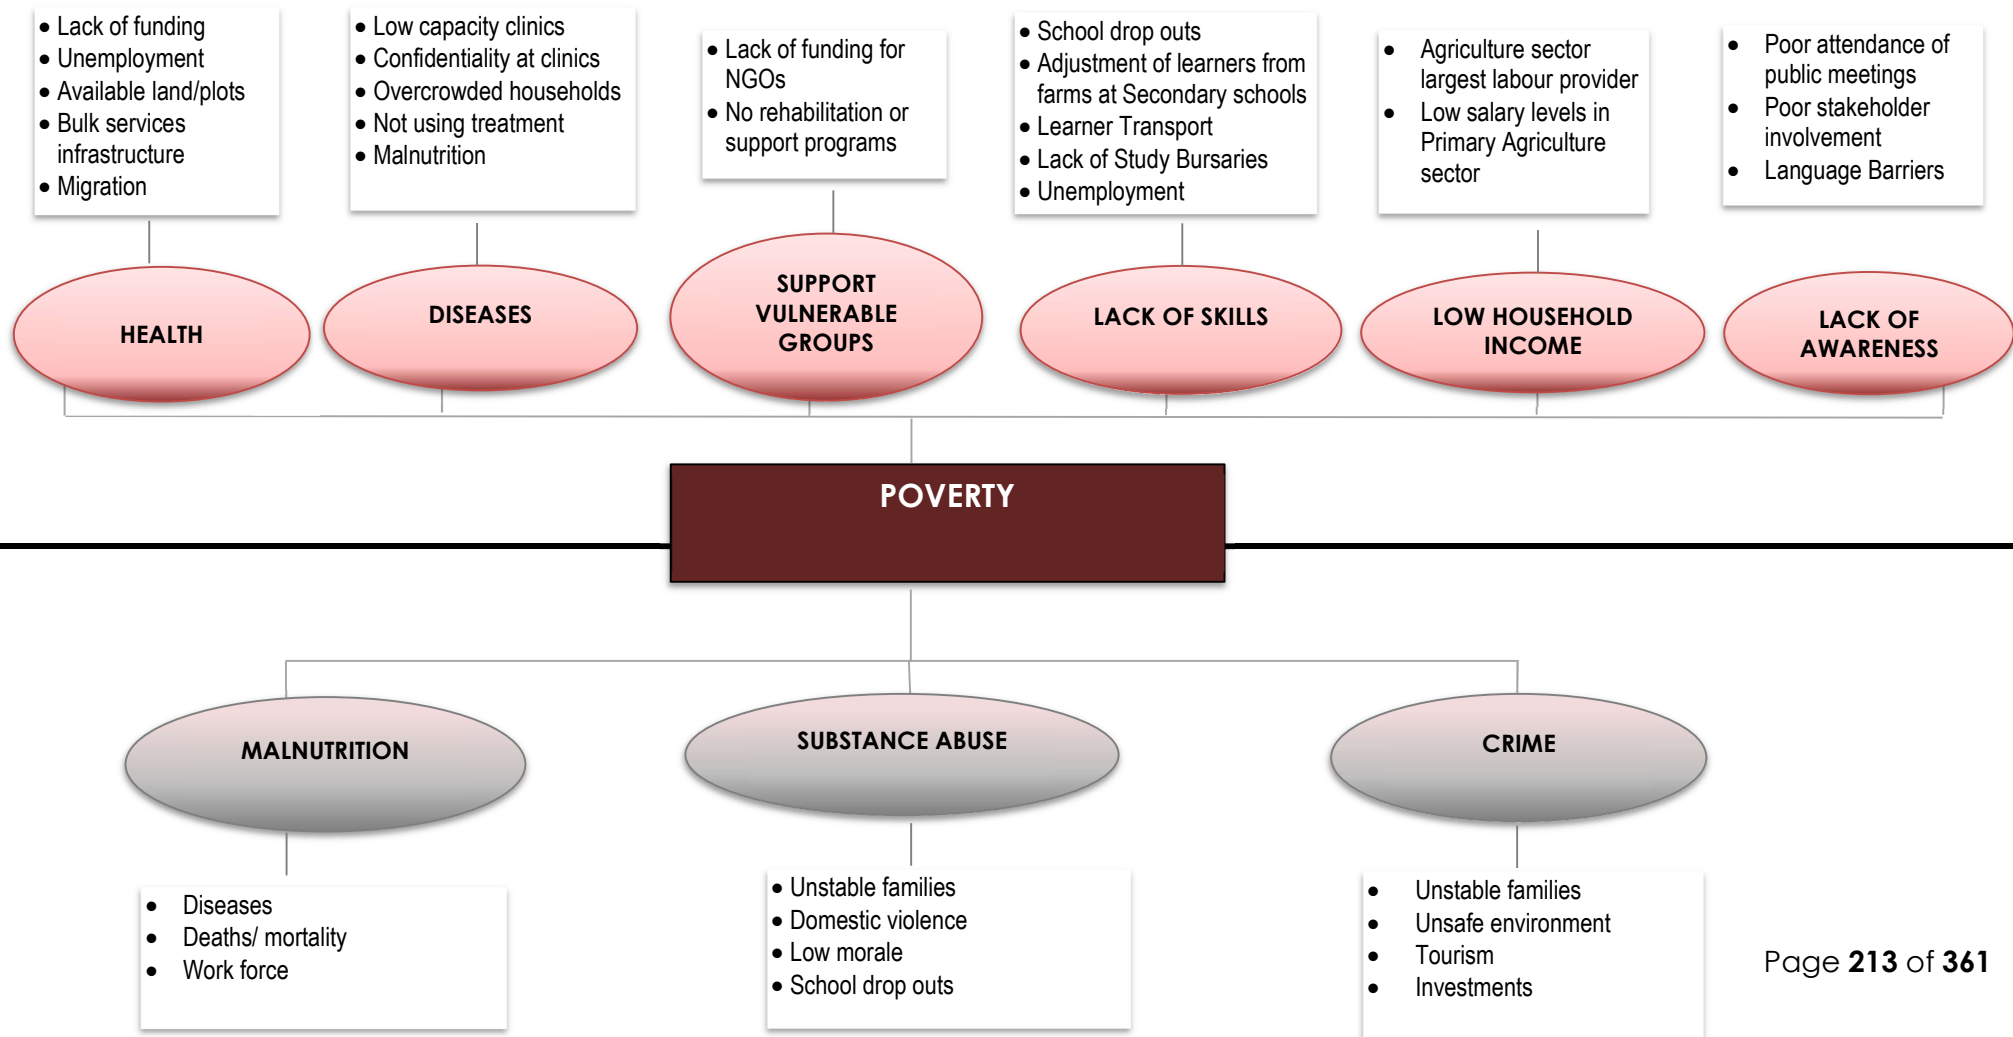 • Lack of funding
• Unemployment
• Available land/plots
• Bulk services
infrastructure
• Migration
• Low capacity clinics
• Confidentiality at clinics
• Overcrowded households
• Not using treatment
• Malnutrition
• Lack of funding for
NGOs
• No rehabilitation or
support programs
• School drop outs
• Adjustment of learners from
farms at Secondary schools
• Learner Transport
• Lack of Study Bursaries
• Unemployment
• Agriculture sector
largest labour provider
• Low salary levels in
Primary Agriculture
sector
• Poor attendance of
public meetings
• Poor stakeholder
involvement
• Language Barriers
HEALTH
DISEASES
SUPPORT
VULNERABLE
GROUPS
LACK OF SKILLS
LOW HOUSEHOLD
INCOME
LACK OF
AWARENESS
POVERTY
MALNUTRITION
SUBSTANCE ABUSE
CRIME
• Diseases
• Deaths/ mortality
• Work force
• Unstable families
• Domestic violence
• Low morale
• School drop outs
• Unstable families
• Unsafe environment
• Tourism
• Investments
Page 213 of 361